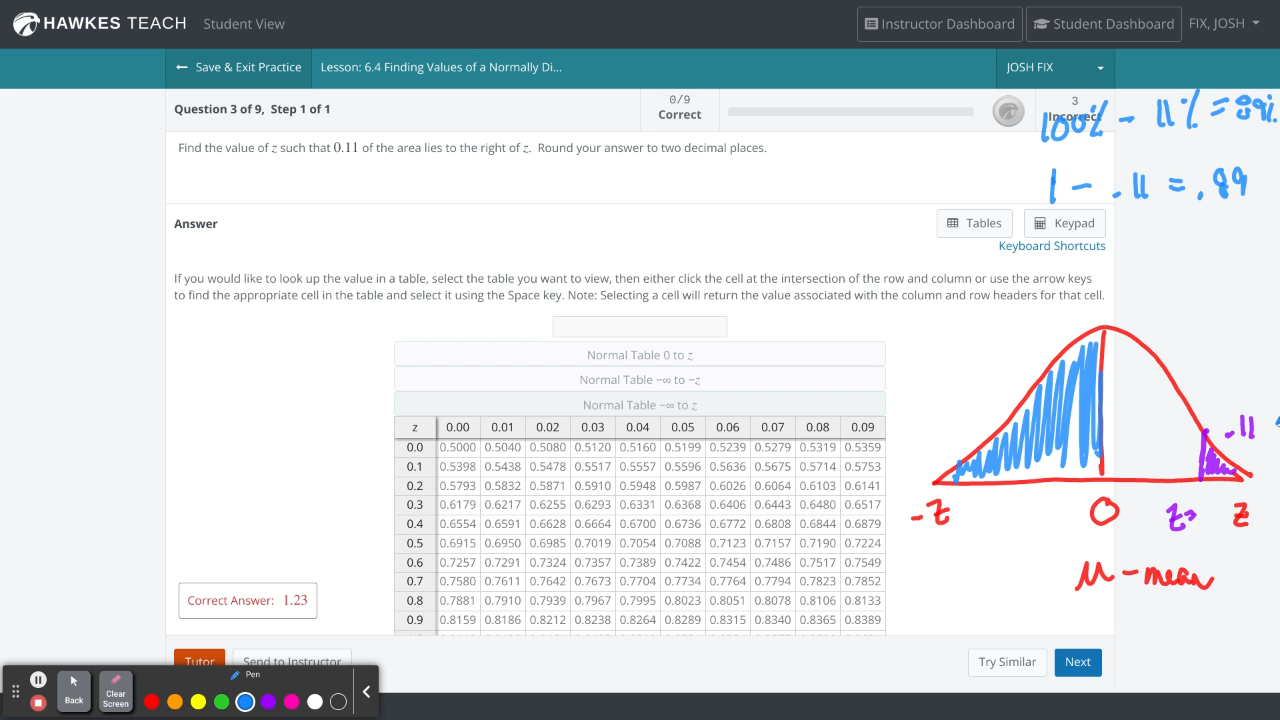 HAWKES TEACH Student View Instructor Dashboard Student Dashboard FIX, JOSH
← Save & Exit Practice Lesson: 6.4 Finding Values of a Normally Di... JOSH FIX
Question 3 of 9, Step 1 of 1
0/9
Correct
3
Incorrect
100% - 11% = 89%
Find the value of z such that 0.11 of the area lies to the right of z. Round your answer to two decimal places.
1 - .11 = .89
Answer
Tables Keypad
Keyboard Shortcuts
If you would like to look up the value in a table, select the table you want to view, then either click the cell at the intersection of the row and column or use the arrow keys
to find the appropriate cell in the table and select it using the Space key. Note: Selecting a cell will return the value associated with the column and row headers for that cell.
Normal Table 0 to z
Normal Table −∞ to −z
Normal Table −∞ to z
z 0.00 0.01 0.02 0.03 0.04 0.05 0.06 0.07 0.08 0.09
0.0 0.5000 0.5040 0.5080 0.5120 0.5160 0.5199 0.5239 0.5279 0.5319 0.5359
0.1 0.5398 0.5438 0.5478 0.5517 0.5557 0.5596 0.5636 0.5675 0.5714 0.5753
0.2 0.5793 0.5832 0.5871 0.5910 0.5948 0.5987 0.6026 0.6064 0.6103 0.6141
0.3 0.6179 0.6217 0.6255 0.6293 0.6331 0.6368 0.6406 0.6443 0.6480 0.6517
0.4 0.6554 0.6591 0.6628 0.6664 0.6700 0.6736 0.6772 0.6808 0.6844 0.6879
0.5 0.6915 0.6950 0.6985 0.7019 0.7054 0.7088 0.7123 0.7157 0.7190 0.7224
0.6 0.7257 0.7291 0.7324 0.7357 0.7389 0.7422 0.7454 0.7486 0.7517 0.7549
0.7 0.7580 0.7611 0.7642 0.7673 0.7704 0.7734 0.7764 0.7794 0.7823 0.7852
0.8 0.7881 0.7910 0.7939 0.7967 0.7995 0.8023 0.8051 0.8078 0.8106 0.8133
0.9 0.8159 0.8186 0.8212 0.8238 0.8264 0.8289 0.8315 0.8340 0.8365 0.8389
.11
-z 0 z= z
μ - mean
Correct Answer: 1.23
Tutor Send to Instructor Try Similar Next
Pen
Back
Clear
Screen